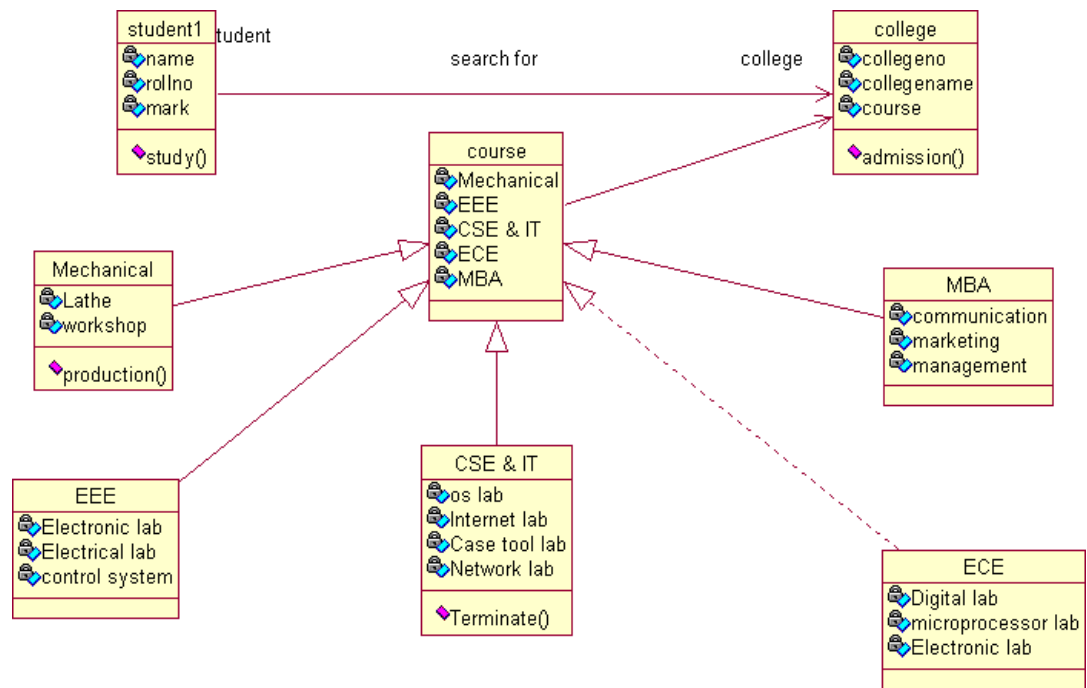 student1
name
rollno
mark
study()
tudent
search for
college
college
collegeno
collegename
course
admission()
course
Mechanical
EEE
CSE & IT
ECE
MBA
Mechanical
Lathe
workshop
production()
MBA
communication
marketing
management
EEE
Electronic lab
Electrical lab
control system
CSE & IT
os lab
Internet lab
Case tool lab
Network lab
Terminate()
ECE
Digital lab
microprocessor lab
Electronic lab